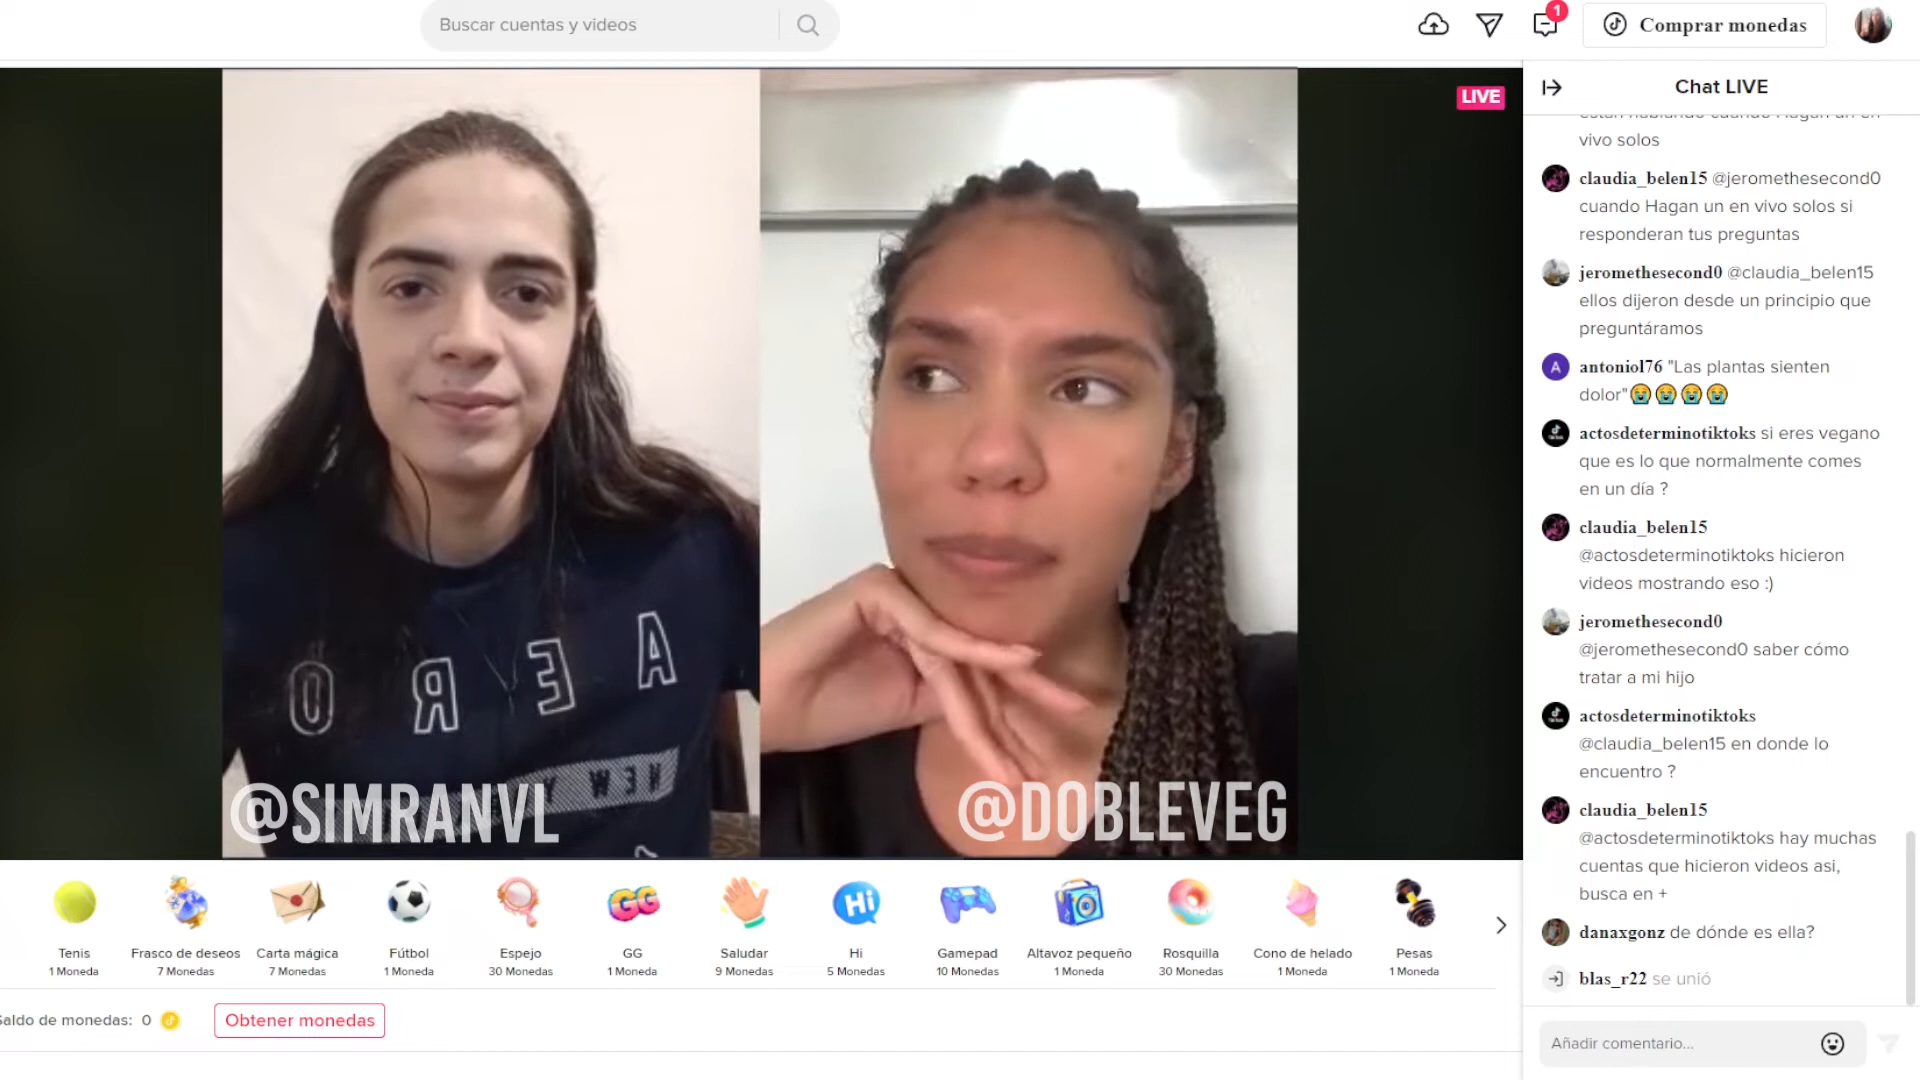 Buscar cuentas y videos
1
Comprar monedas
LIVE
Chat LIVE
vivo solos
claudia_belen15 @jeromethesecond0
cuando Hagan un en vivo solos si
responderan tus preguntas
jeromethesecond0 @claudia_belen15
ellos dijeron desde un principio que
preguntáramos
A
antoniol76 "Las plantas sienten
dolor"😭😭😭😭
actosdeterminotiktoks si eres vegano
que es lo que normalmente comes
en un día ?
claudia_belen15
@actosdeterminotiktoks hicieron
videos mostrando eso :)
jeromethesecond0
@jeromethesecond0 saber cómo
tratar a mi hijo
actosdeterminotiktoks
@claudia_belen15 en donde lo
encuentro ?
claudia_belen15
@actosdeterminotiktoks hay muchas
cuentas que hicieron videos asi,
busca en +
danaxgonz de dónde es ella?
blas_r22 se unió
Añadir comentario...
AERO
NEW Y
@SIMRANVL
@DOBLEVEG
GG
Hi
Tenis
1 Moneda
Frasco de deseos
7 Monedas
Carta mágica
7 Monedas
Fútbol
1 Moneda
Espejo
30 Monedas
GG
1 Moneda
Saludar
9 Monedas
Hi
5 Monedas
Gamepad
10 Monedas
Altavoz pequeño
1 Moneda
Rosquilla
30 Monedas
Cono de helado
1 Moneda
Pesas
1 Moneda
Saldo de monedas: 0
Obtener monedas